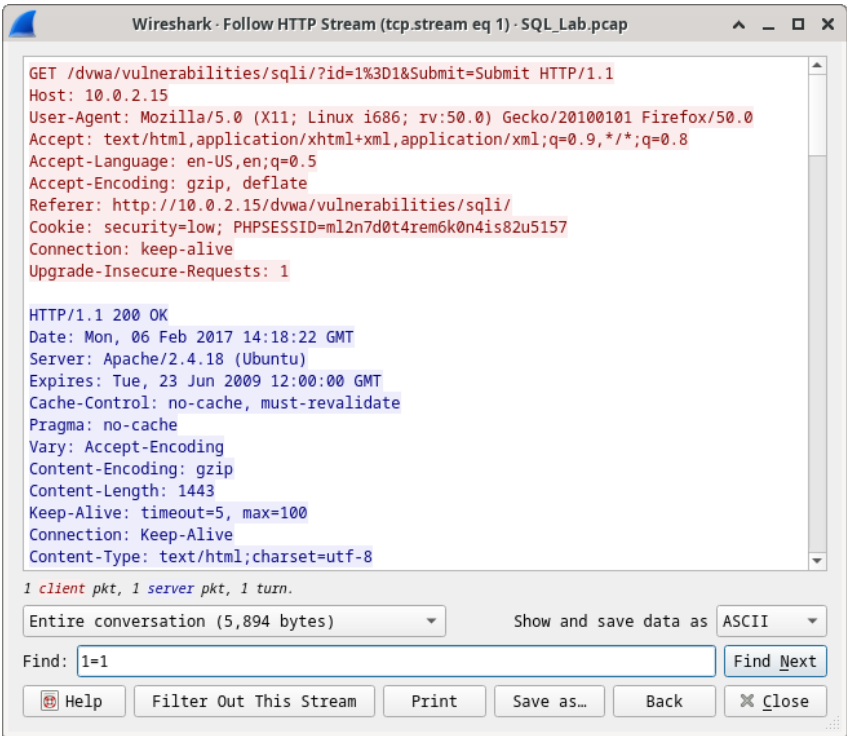 Wireshark · Follow HTTP Stream (tcp.stream eq 1) · SQL_Lab.pcap
GET /dvwa/vulnerabilities/sqli/?id=1%3D1&Submit=Submit HTTP/1.1
Host: 10.0.2.15
User-Agent: Mozilla/5.0 (X11; Linux i686; rv:50.0) Gecko/20100101 Firefox/50.0
Accept: text/html,application/xhtml+xml,application/xml;q=0.9,*/*;q=0.8
Accept-Language: en-US,en;q=0.5
Accept-Encoding: gzip, deflate
Referer: http://10.0.2.15/dvwa/vulnerabilities/sqli/
Cookie: security=low; PHPSESSID=ml2n7d0t4rem6k0n4is82u5157
Connection: keep-alive
Upgrade-Insecure-Requests: 1
HTTP/1.1 200 OK
Date: Mon, 06 Feb 2017 14:18:22 GMT
Server: Apache/2.4.18 (Ubuntu)
Expires: Tue, 23 Jun 2009 12:00:00 GMT
Cache-Control: no-cache, must-revalidate
Pragma: no-cache
Vary: Accept-Encoding
Content-Encoding: gzip
Content-Length: 1443
Keep-Alive: timeout=5, max=100
Connection: Keep-Alive
Content-Type: text/html;charset=utf-8
1 client pkt, 1 server pkt, 1 turn.
Entire conversation (5,894 bytes) Show and save data as ASCII
Find: 1=1 Find Next
Help Filter Out This Stream Print Save as… Back Close